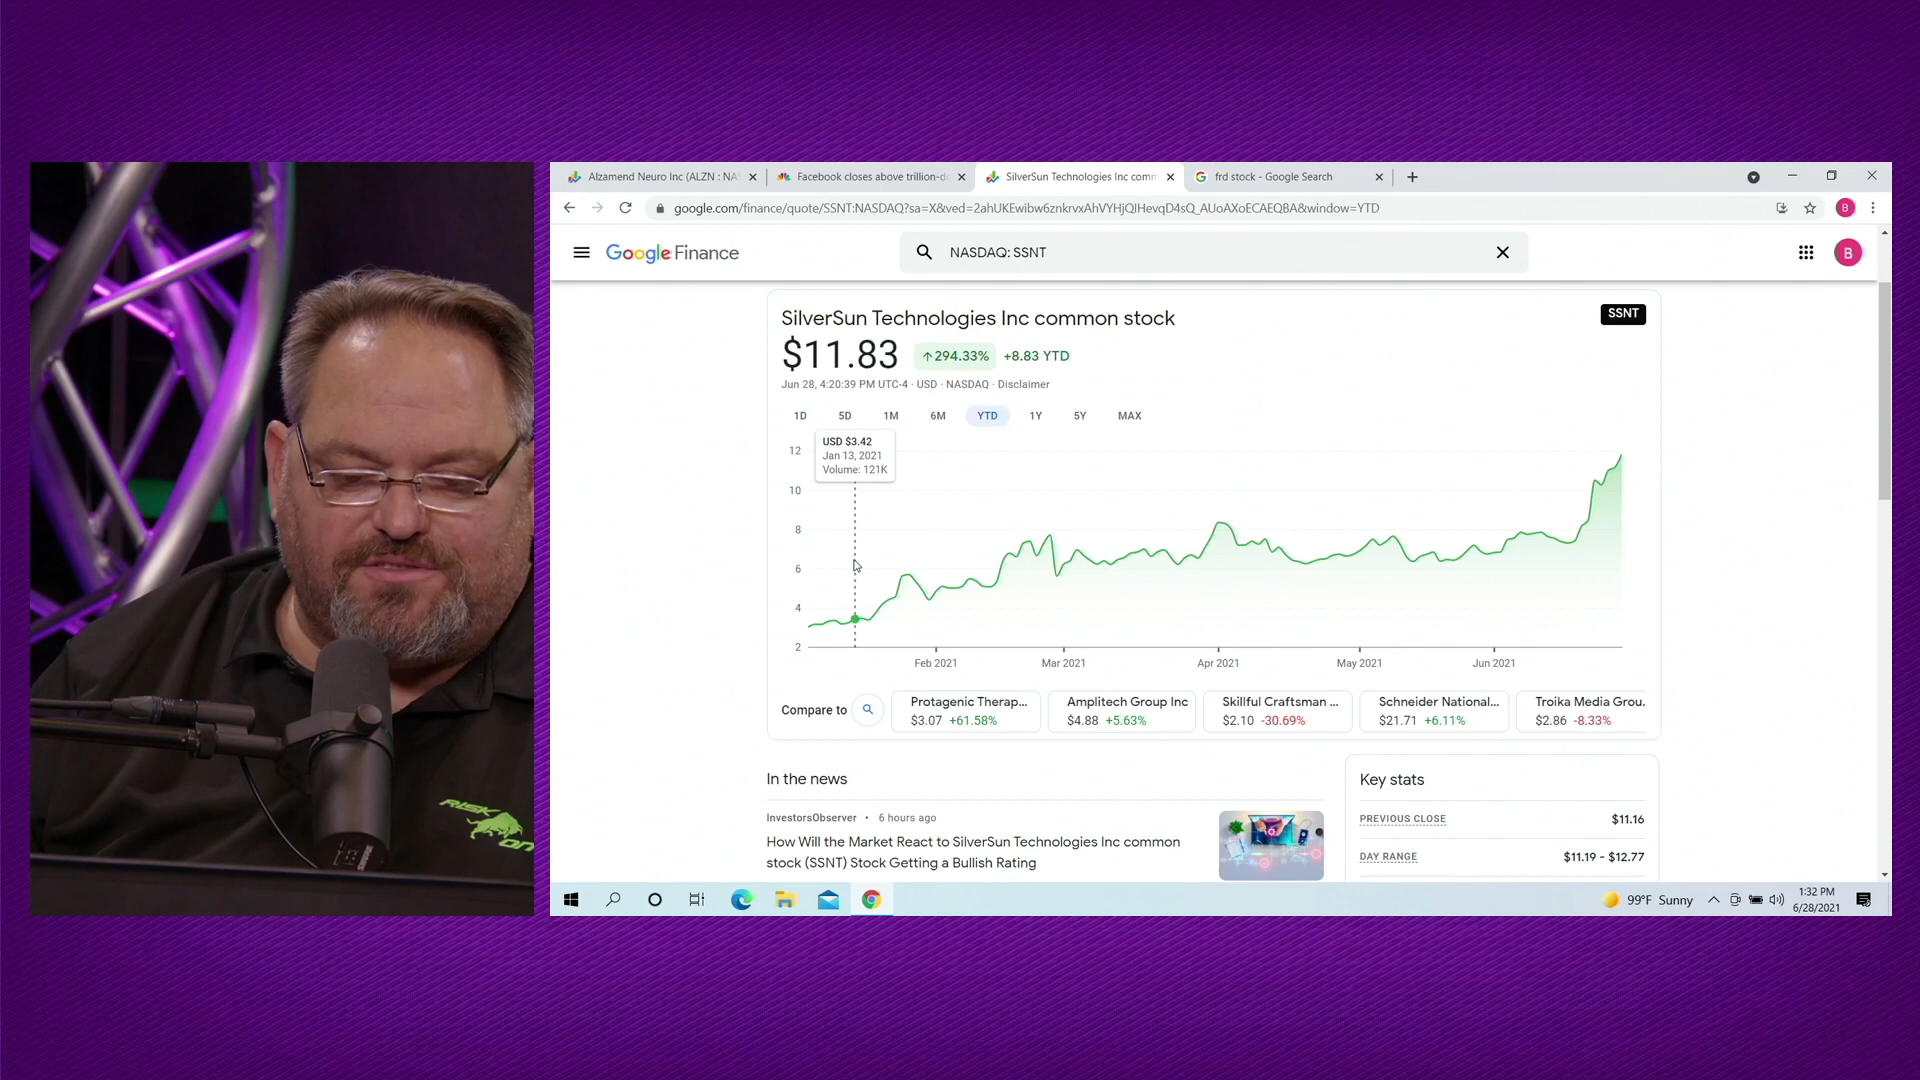 Alzamend Neuro Inc (ALZN : NAS
Facebook closes above trillion-d
SilverSun Technologies Inc comm
frd stock - Google Search
google.com/finance/quote/SSNT:NASDAQ?sa=X&ved=2ahUKEwibw6znkrvxAhVYHjQIHevqD4sQ_AUoAXoECAEQBA&window=YTD
B
Google Finance
NASDAQ: SSNT
B
SilverSun Technologies Inc common stock
SSNT
$11.83
↑294.33%
+8.83 YTD
Jun 28, 4:20:39 PM UTC-4 · USD · NASDAQ · Disclaimer
1D 5D 1M 6M YTD 1Y 5Y MAX
USD $3.42
Jan 13, 2021
Volume: 121K
12
10
8
6
4
2
Feb 2021 Mar 2021 Apr 2021 May 2021 Jun 2021
Compare to
Protagenic Therap...
$3.07 +61.58%
Amplitech Group Inc
$4.88 +5.63%
Skillful Craftsman ...
$2.10 -30.69%
Schneider National...
$21.71 +6.11%
Troika Media Grou.
$2.86 -8.33%
In the news
InvestorsObserver • 6 hours ago
How Will the Market React to SilverSun Technologies Inc common
stock (SSNT) Stock Getting a Bullish Rating
Key stats
PREVIOUS CLOSE $11.16
DAY RANGE $11.19 - $12.77
99°F Sunny
1:32 PM
6/28/2021
RISK
ON